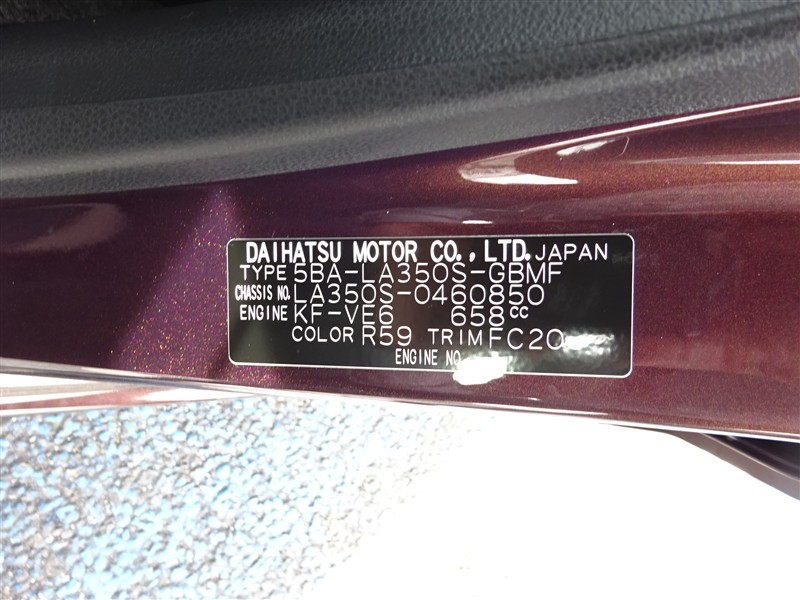 DAIHATSU MOTOR CO., LTD. JAPAN
TYPE 5BA-LA350S-GBMF
CHASSIS NO. LA350S-0460850
ENGINE KF-VE6 658cc
COLOR R59 TRIM FC20
ENGINE NO.